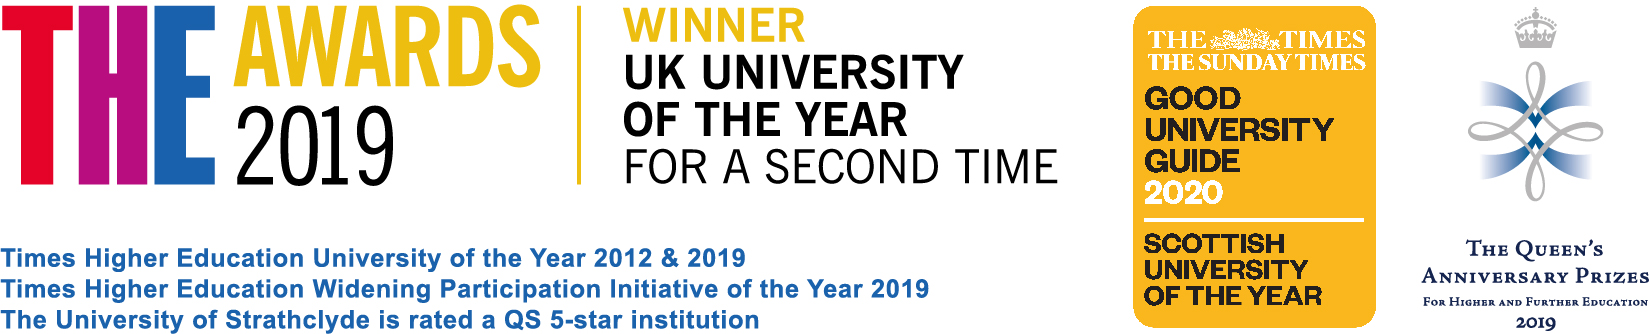 THE AWARDS
2019
WINNER
UK UNIVERSITY
OF THE YEAR
FOR A SECOND TIME
Times Higher Education University of the Year 2012 & 2019
Times Higher Education Widening Participation Initiative of the Year 2019
The University of Strathclyde is rated a QS 5-star institution
THE TIMES
THE SUNDAY TIMES
GOOD
UNIVERSITY
GUIDE
2020
SCOTTISH
UNIVERSITY
OF THE YEAR
THE QUEEN'S
ANNIVERSARY PRIZES
FOR HIGHER AND FURTHER EDUCATION
2019